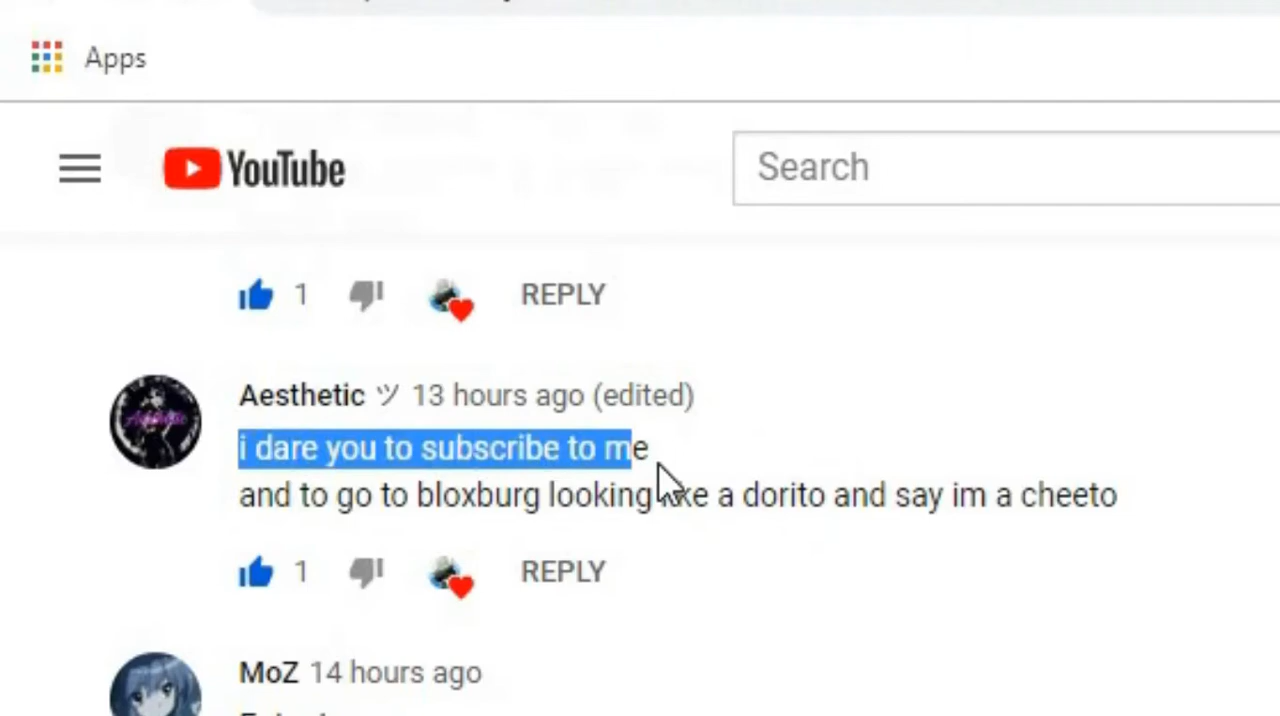 Apps
YouTube
Search
1
REPLY
Aesthetic ツ 13 hours ago (edited)
i dare you to subscribe to me
and to go to bloxburg looking like a dorito and say im a cheeto
1
REPLY
MoZ 14 hours ago